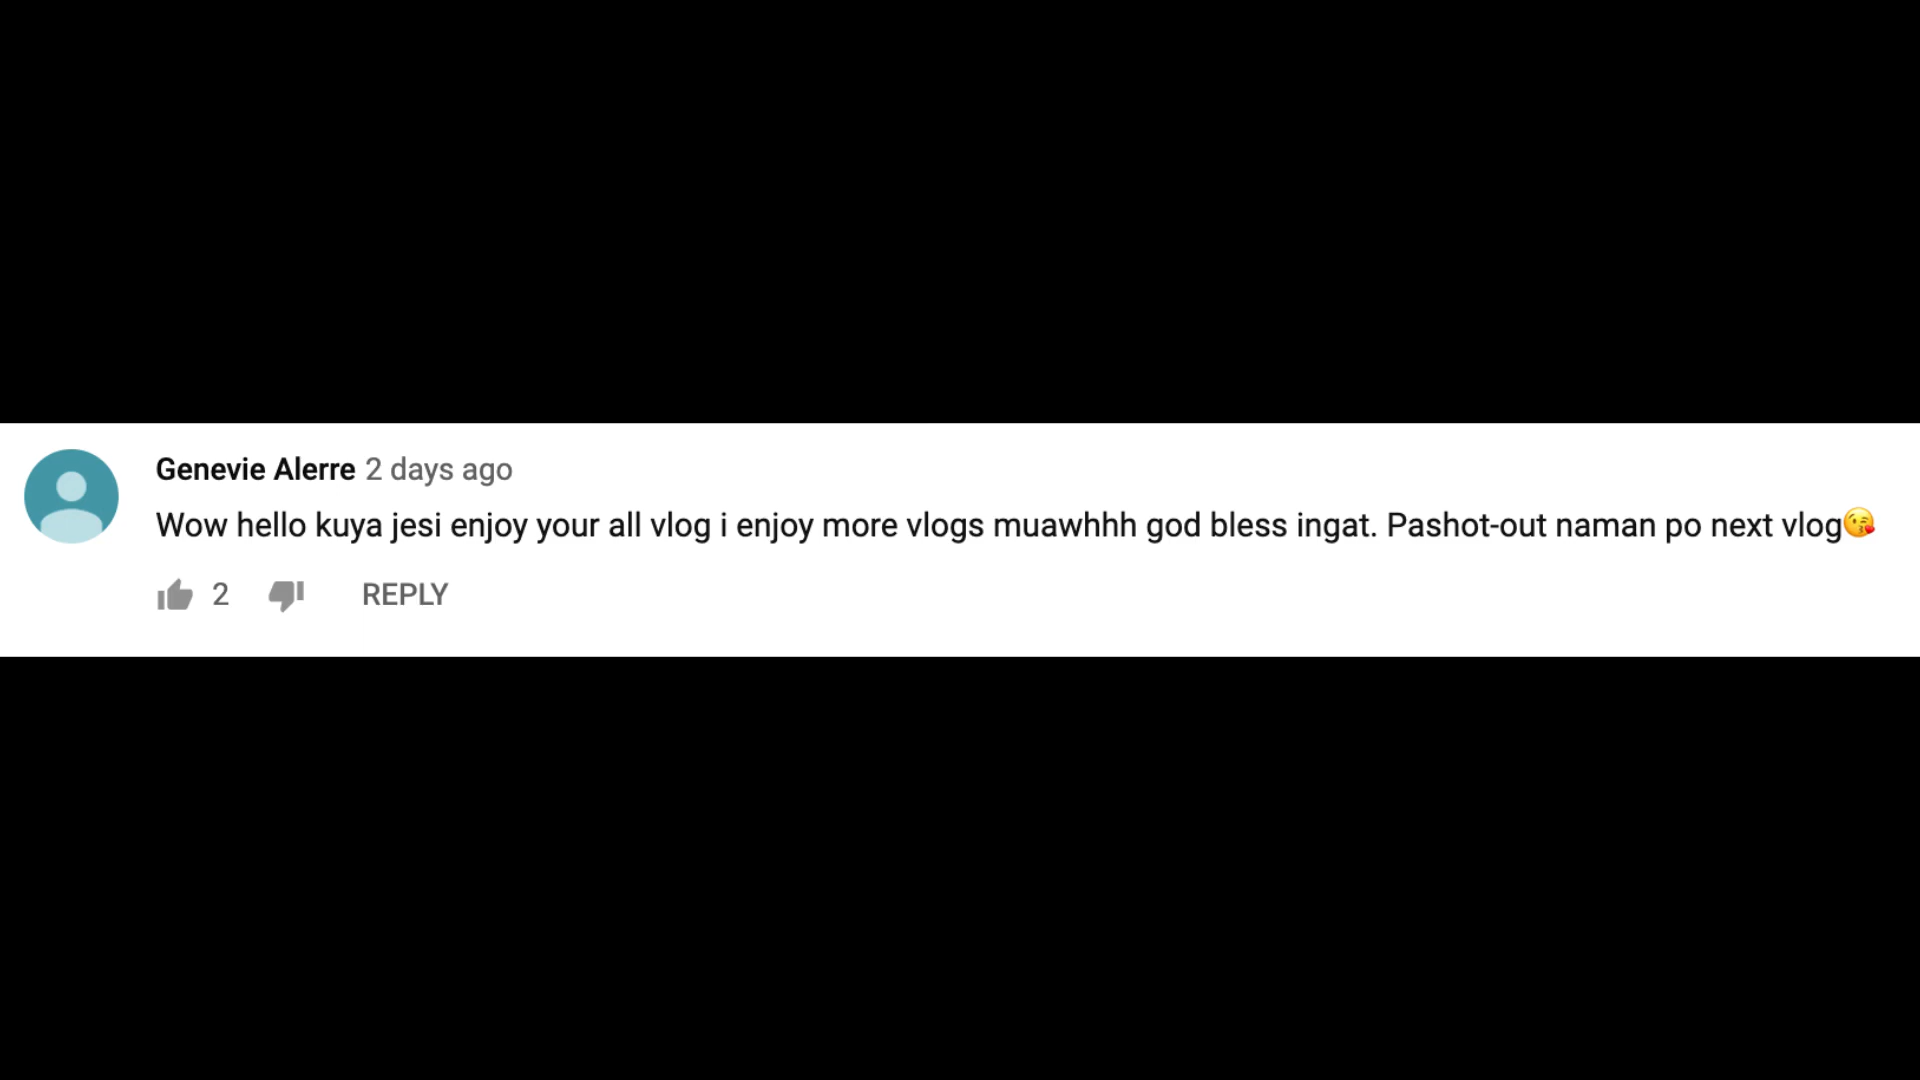 Genevie Alerre 2 days ago
Wow hello kuya jesi enjoy your all vlog i enjoy more vlogs muawhhh god bless ingat. Pashot-out naman po next vlog😘
2 REPLY